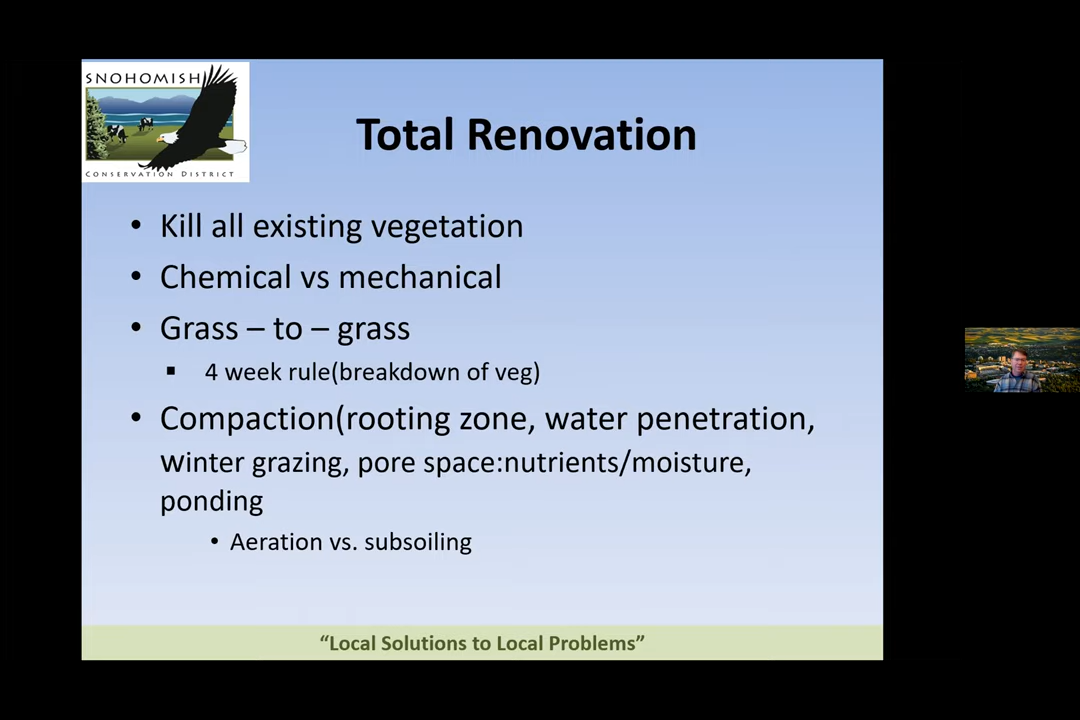 SNOHOMISH
CONSERVATION DISTRICT
Total Renovation
• Kill all existing vegetation
• Chemical vs mechanical
• Grass – to – grass
▪ 4 week rule(breakdown of veg)
• Compaction(rooting zone, water penetration,
winter grazing, pore space:nutrients/moisture,
ponding
• Aeration vs. subsoiling
“Local Solutions to Local Problems”